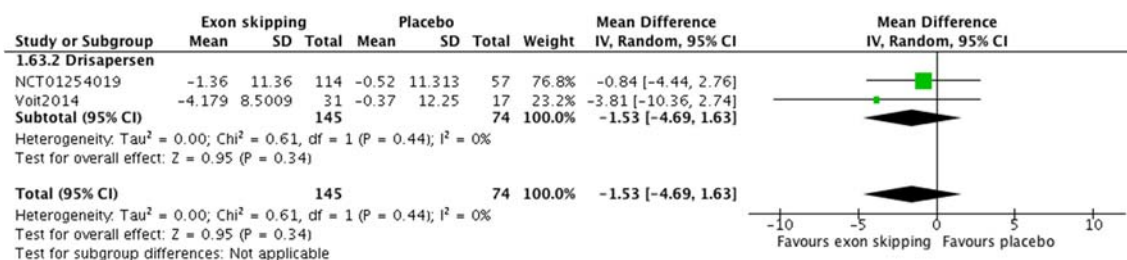 Exon skipping Placebo Mean Difference Mean Difference
Study or Subgroup Mean SD Total Mean SD Total Weight IV, Random, 95% CI IV, Random, 95% CI
1.63.2 Drisapersen
NCT01254019 -1.36 11.36 114 -0.52 11.313 57 76.8% -0.84 [-4.44, 2.76]
Voit2014 -4.179 8.5009 31 -0.37 12.25 17 23.2% -3.81 [-10.36, 2.74]
Subtotal (95% CI) 145 74 100.0% -1.53 [-4.69, 1.63]
Heterogeneity: Tau² = 0.00; Chi² = 0.61, df = 1 (P = 0.44); I² = 0%
Test for overall effect: Z = 0.95 (P = 0.34)
Total (95% CI) 145 74 100.0% -1.53 [-4.69, 1.63]
Heterogeneity: Tau² = 0.00; Chi² = 0.61, df = 1 (P = 0.44); I² = 0%
Test for overall effect: Z = 0.95 (P = 0.34)
Test for subgroup differences: Not applicable
-10 -5 0 5 10
Favours exon skipping Favours placebo